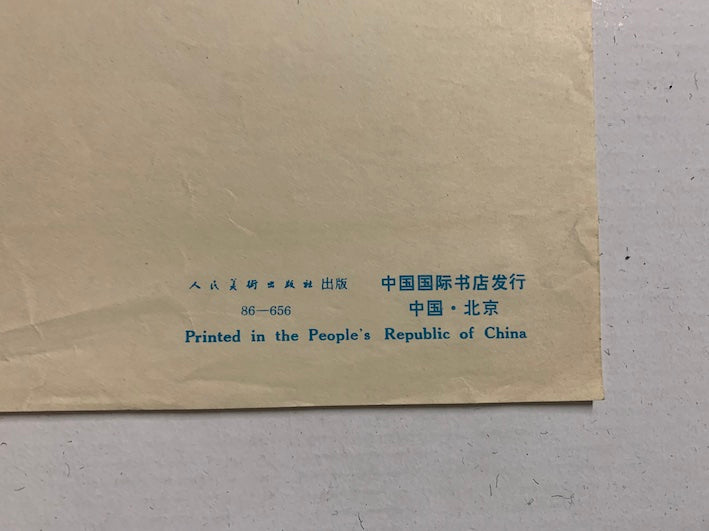 人民美術出版社 出版 中国国际书店发行
86—656 中国·北京
Printed in the People's Republic of China